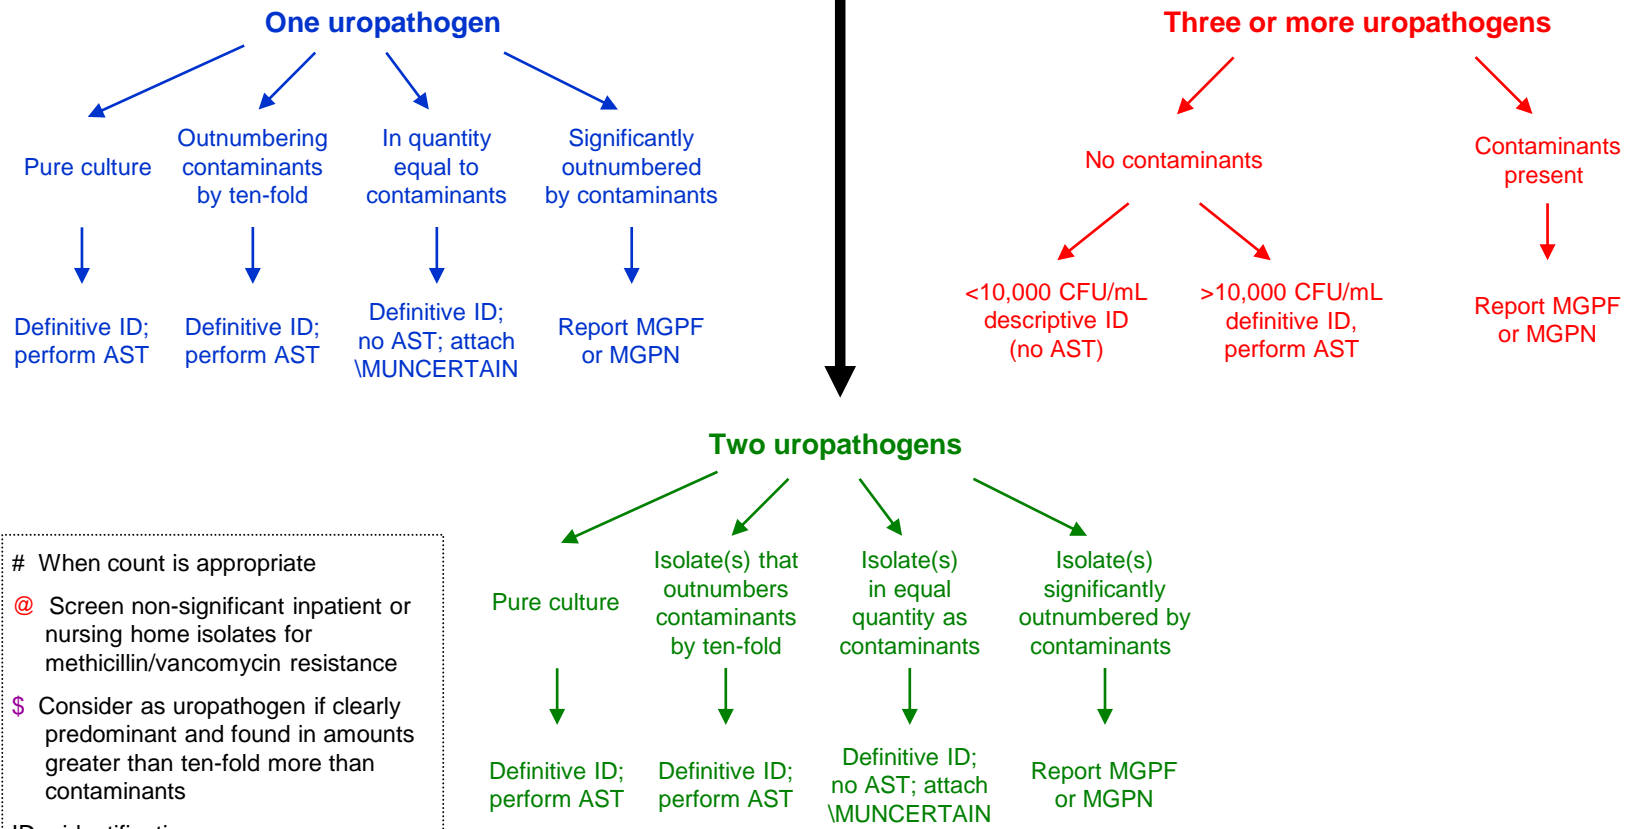 One uropathogen
Pure culture
Outnumbering
contaminants
by ten-fold
In quantity
equal to
contaminants
Significantly
outnumbered
by contaminants
Definitive ID;
perform AST
Definitive ID;
perform AST
Definitive ID;
no AST; attach
\MUNCERTAIN
Report MGPF
or MGPN
Three or more uropathogens
No contaminants
Contaminants
present
<10,000 CFU/mL
descriptive ID
(no AST)
>10,000 CFU/mL
definitive ID,
perform AST
Report MGPF
or MGPN
Two uropathogens
Pure culture
Isolate(s) that
outnumbers
contaminants
by ten-fold
Isolate(s)
in equal
quantity as
contaminants
Isolate(s)
significantly
outnumbered by
contaminants
Definitive ID;
perform AST
Definitive ID;
perform AST
Definitive ID;
no AST; attach
\MUNCERTAIN
Report MGPF
or MGPN
# When count is appropriate
@ Screen non-significant inpatient or
nursing home isolates for
methicillin/vancomycin resistance
$ Consider as uropathogen if clearly
predominant and found in amounts
greater than ten-fold more than
contaminants